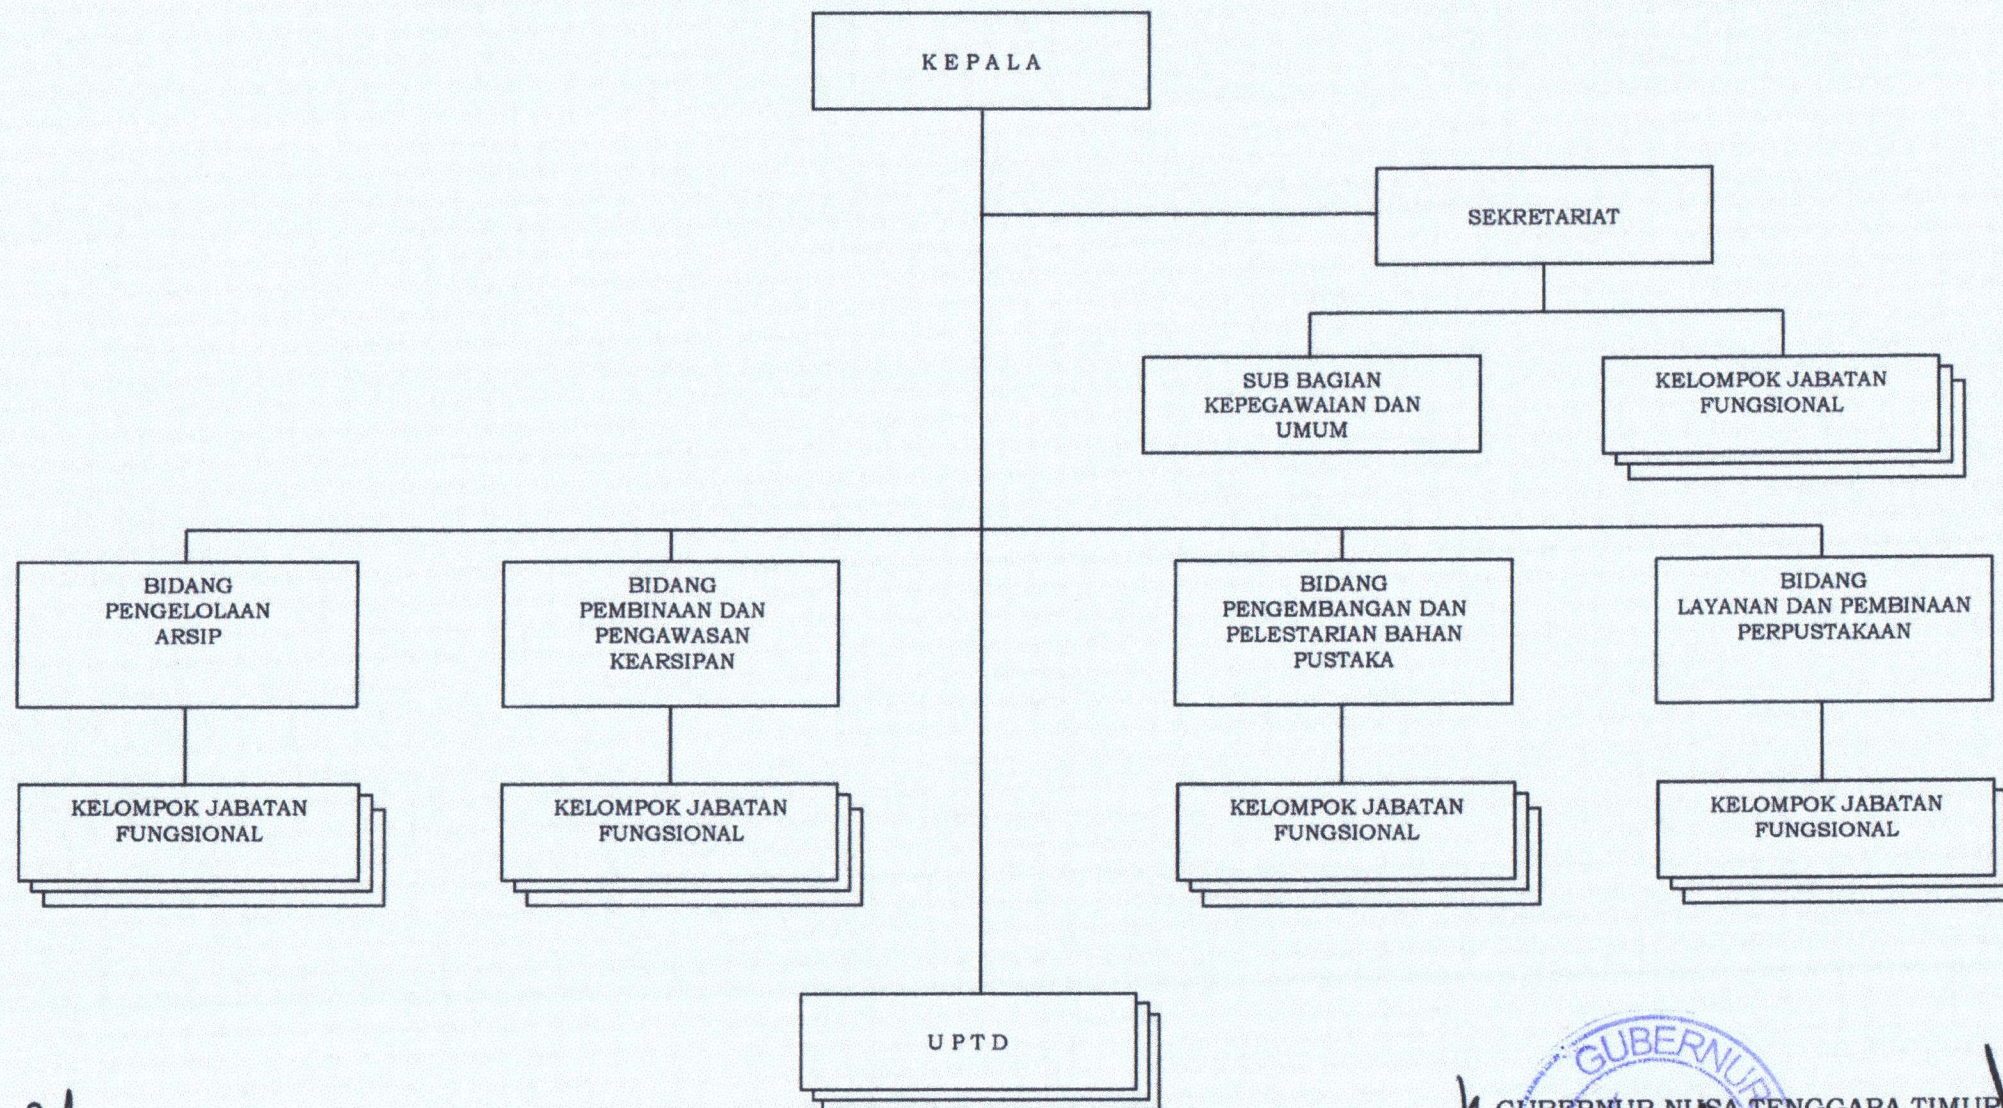 KEPALA
SEKRETARIAT
SUB BAGIAN
KEPEGAWAIAN DAN
UMUM
KELOMPOK JABATAN
FUNGSIONAL
BIDANG
PENGELOLAAN
ARSIP
BIDANG
PEMBINAAN DAN
PENGAWASAN
KEARSIPAN
BIDANG
PENGEMBANGAN DAN
PELESTARIAN BAHAN
PUSTAKA
BIDANG
LAYANAN DAN PEMBINAAN
PERPUSTAKAAN
KELOMPOK JABATAN
FUNGSIONAL
KELOMPOK JABATAN
FUNGSIONAL
KELOMPOK JABATAN
FUNGSIONAL
KELOMPOK JABATAN
FUNGSIONAL
UPTD
GUBERNUR
GUBERNUR NUSA TENGGARA TIMUR